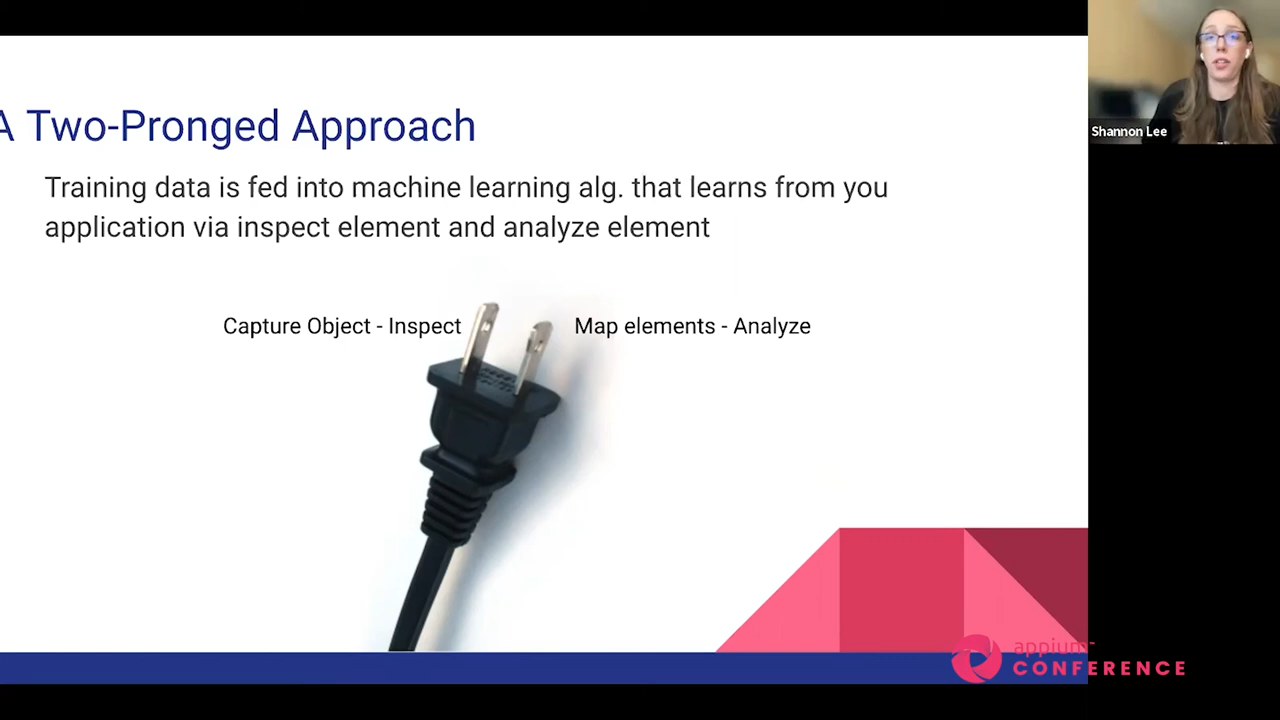 A Two-Pronged Approach
Training data is fed into machine learning alg. that learns from you
application via inspect element and analyze element
Capture Object - Inspect
Map elements - Analyze
Shannon Lee
appium
CONFERENCE